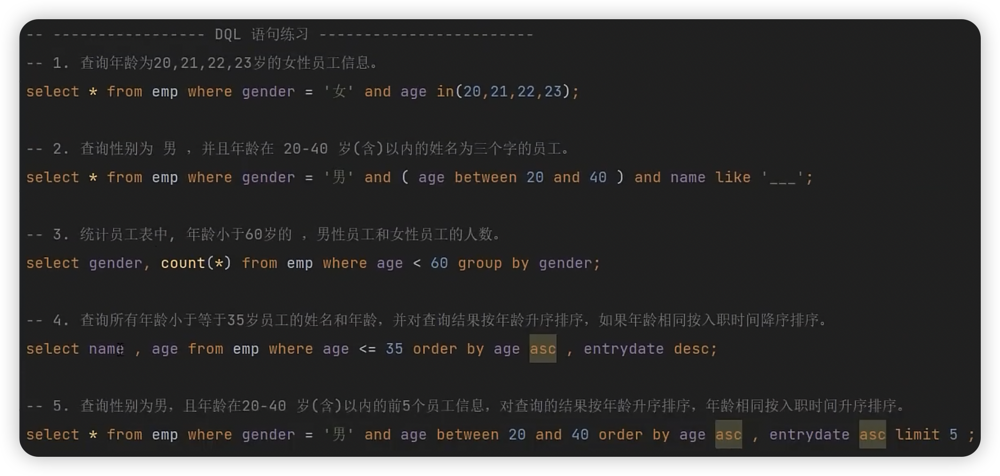 -- ----------------- DQL 语句练习 ------------------------
-- 1. 查询年龄为20,21,22,23岁的女性员工信息。
select * from emp where gender = '女' and age in(20,21,22,23);
-- 2. 查询性别为 男 ，并且年龄在 20-40 岁(含)以内的姓名为三个字的员工。
select * from emp where gender = '男' and ( age between 20 and 40 ) and name like '___';
-- 3. 统计员工表中, 年龄小于60岁的 ，男性员工和女性员工的人数。
select gender, count(*) from emp where age < 60 group by gender;
-- 4. 查询所有年龄小于等于35岁员工的姓名和年龄，并对查询结果按年龄升序排序，如果年龄相同按入职时间降序排序。
select name , age from emp where age <= 35 order by age asc , entrydate desc;
-- 5. 查询性别为男，且年龄在20-40 岁(含)以内的前5个员工信息，对查询的结果按年龄升序排序，年龄相同按入职时间升序排序。
select * from emp where gender = '男' and age between 20 and 40 order by age asc , entrydate asc limit 5 ;